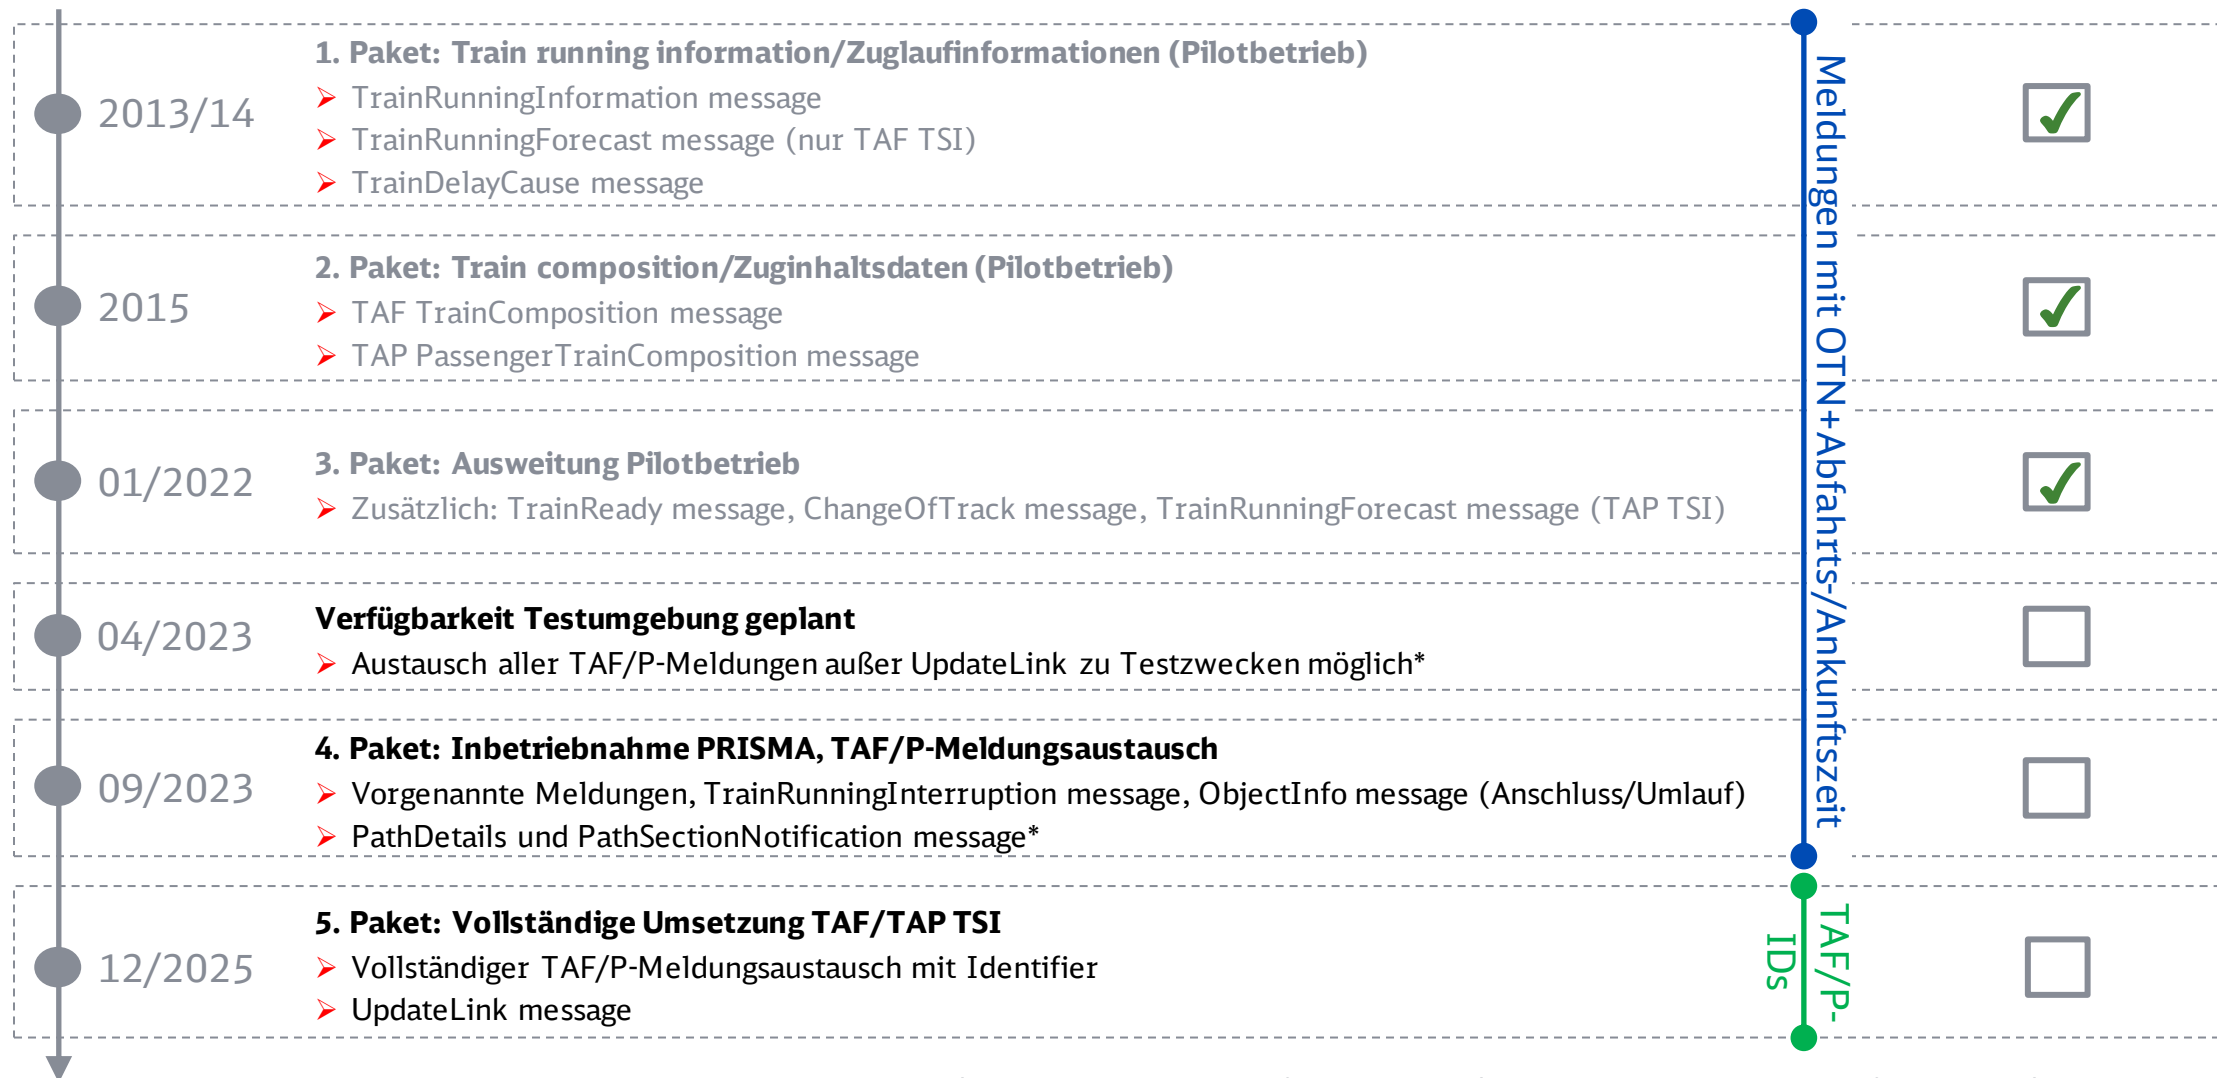 2013/14
1. Paket: Train running information/Zuglaufinformationen (Pilotbetrieb)
TrainRunningInformation message
TrainRunningForecast message (nur TAF TSI)
TrainDelayCause message
2015
2. Paket: Train composition/Zuginhaltsdaten (Pilotbetrieb)
TAF TrainComposition message
TAP PassengerTrainComposition message
01/2022
3. Paket: Ausweitung Pilotbetrieb
Zusätzlich: TrainReady message, ChangeOfTrack message, TrainRunningForecast message (TAP TSI)
04/2023
Verfügbarkeit Testumgebung geplant
Austausch aller TAF/P-Meldungen außer UpdateLink zu Testzwecken möglich*
09/2023
4. Paket: Inbetriebnahme PRISMA, TAF/P-Meldungsaustausch
Vorgenannte Meldungen, TrainRunningInterruption message, ObjectInfo message (Anschluss/Umlauf)
PathDetails und PathSectionNotification message*
Meldungen mit OTN+Abfahrts-/Ankunftszeit
12/2025
5. Paket: Vollständige Umsetzung TAF/TAP TSI
Vollständiger TAF/P-Meldungsaustausch mit Identifier
UpdateLink message
TAF/P-
IDs